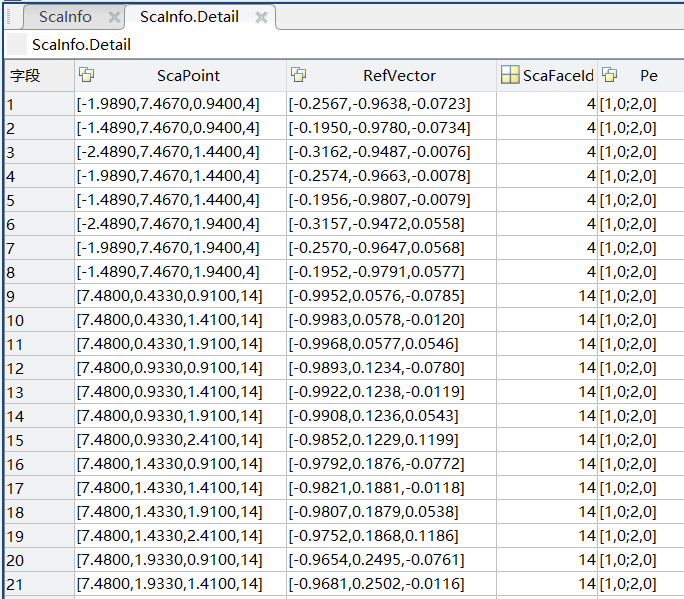 ScaInfo ScaInfo.Detail
ScaInfo.Detail
字段 ScaPoint RefVector ScaFaceId Pe
1 [-1.9890,7.4670,0.9400,4] [-0.2567,-0.9638,-0.0723] 4 [1,0;2,0]
2 [-1.4890,7.4670,0.9400,4] [-0.1950,-0.9780,-0.0734] 4 [1,0;2,0]
3 [-2.4890,7.4670,1.4400,4] [-0.3162,-0.9487,-0.0076] 4 [1,0;2,0]
4 [-1.9890,7.4670,1.4400,4] [-0.2574,-0.9663,-0.0078] 4 [1,0;2,0]
5 [-1.4890,7.4670,1.4400,4] [-0.1956,-0.9807,-0.0079] 4 [1,0;2,0]
6 [-2.4890,7.4670,1.9400,4] [-0.3157,-0.9472,0.0558] 4 [1,0;2,0]
7 [-1.9890,7.4670,1.9400,4] [-0.2570,-0.9647,0.0568] 4 [1,0;2,0]
8 [-1.4890,7.4670,1.9400,4] [-0.1952,-0.9791,0.0577] 4 [1,0;2,0]
9 [7.4800,0.4330,0.9100,14] [-0.9952,0.0576,-0.0785] 14 [1,0;2,0]
10 [7.4800,0.4330,1.4100,14] [-0.9983,0.0578,-0.0120] 14 [1,0;2,0]
11 [7.4800,0.4330,1.9100,14] [-0.9968,0.0577,0.0546] 14 [1,0;2,0]
12 [7.4800,0.9330,0.9100,14] [-0.9893,0.1234,-0.0780] 14 [1,0;2,0]
13 [7.4800,0.9330,1.4100,14] [-0.9922,0.1238,-0.0119] 14 [1,0;2,0]
14 [7.4800,0.9330,1.9100,14] [-0.9908,0.1236,0.0543] 14 [1,0;2,0]
15 [7.4800,0.9330,2.4100,14] [-0.9852,0.1229,0.1199] 14 [1,0;2,0]
16 [7.4800,1.4330,0.9100,14] [-0.9792,0.1876,-0.0772] 14 [1,0;2,0]
17 [7.4800,1.4330,1.4100,14] [-0.9821,0.1881,-0.0118] 14 [1,0;2,0]
18 [7.4800,1.4330,1.9100,14] [-0.9807,0.1879,0.0538] 14 [1,0;2,0]
19 [7.4800,1.4330,2.4100,14] [-0.9752,0.1868,0.1186] 14 [1,0;2,0]
20 [7.4800,1.9330,0.9100,14] [-0.9654,0.2495,-0.0761] 14 [1,0;2,0]
21 [7.4800,1.9330,1.4100,14] [-0.9681,0.2502,-0.0116] 14 [1,0;2,0]